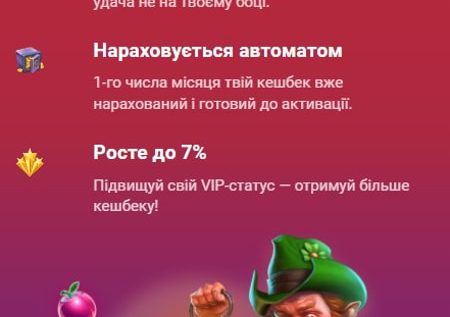 удача не на твоєму боці.
Нараховується автоматом
1-го числа місяця твій кешбек вже
нарахований і готовий до активації.
Росте до 7%
Підвищуй свій VIP-статус — отримуй більше
кешбеку!